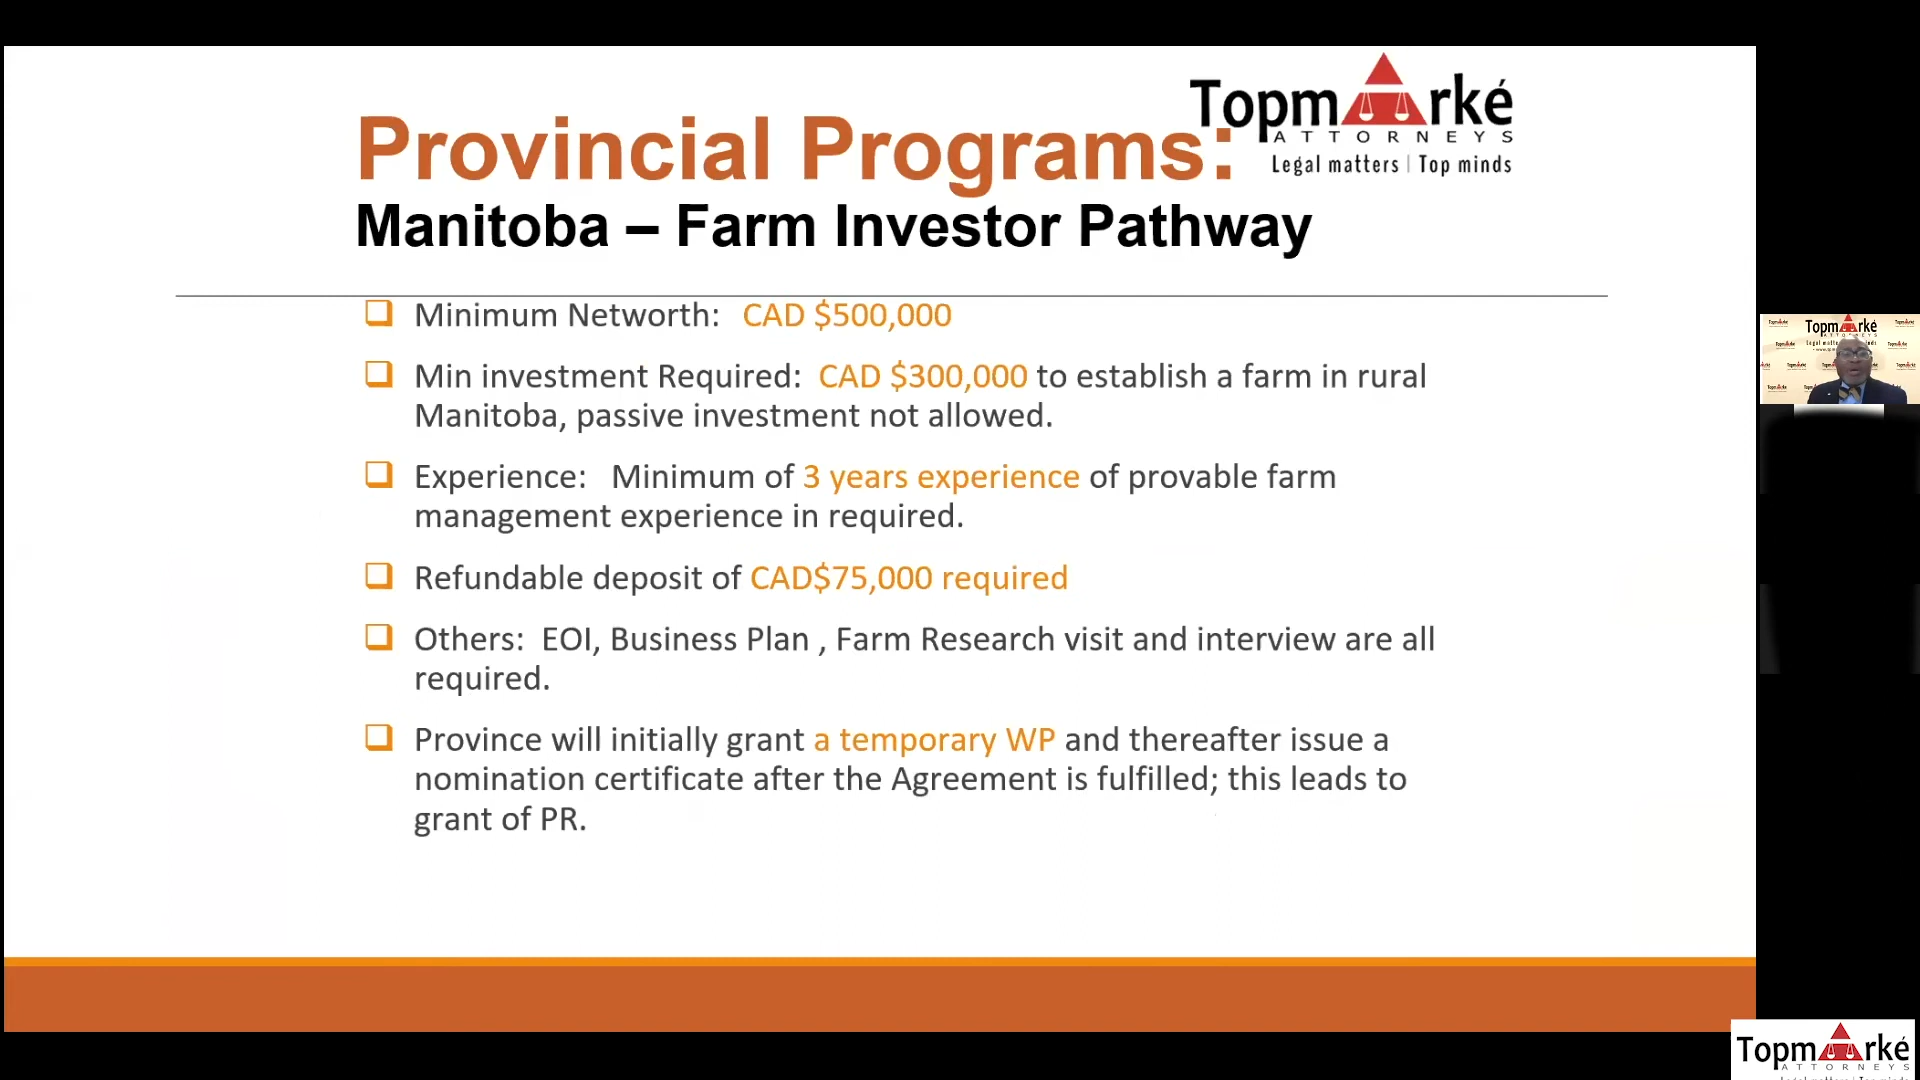 Topmarké
ATTORNEYS
Legal matters | Top minds
Provincial Programs:
Manitoba – Farm Investor Pathway
Minimum Networth: CAD $500,000
Min investment Required: CAD $300,000 to establish a farm in rural
Manitoba, passive investment not allowed.
Experience: Minimum of 3 years experience of provable farm
management experience in required.
Refundable deposit of CAD$75,000 required
Others: EOI, Business Plan , Farm Research visit and interview are all
required.
Province will initially grant a temporary WP and thereafter issue a
nomination certificate after the Agreement is fulfilled; this leads to
grant of PR.
Topmarké
Topmarké
ATTORNEYS